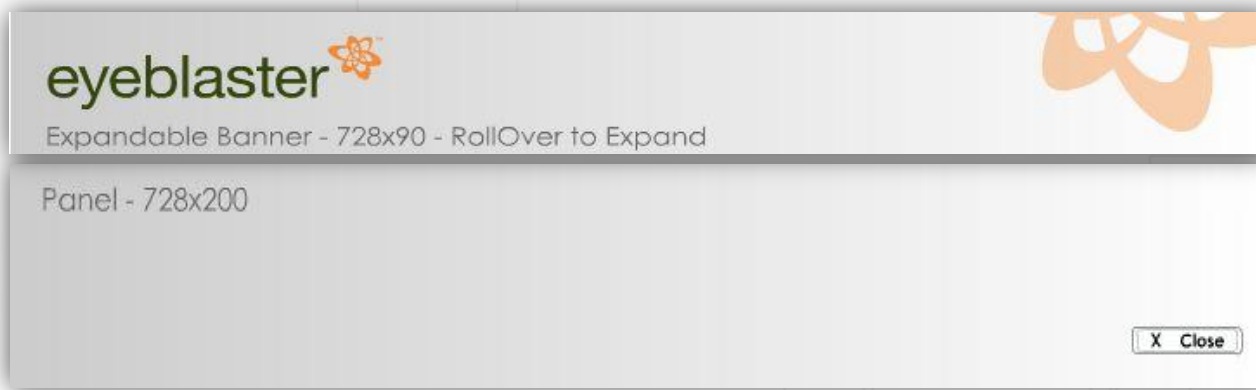 eyeblaster™
Expandable Banner - 728x90 - RollOver to Expand
Panel - 728x200
X Close